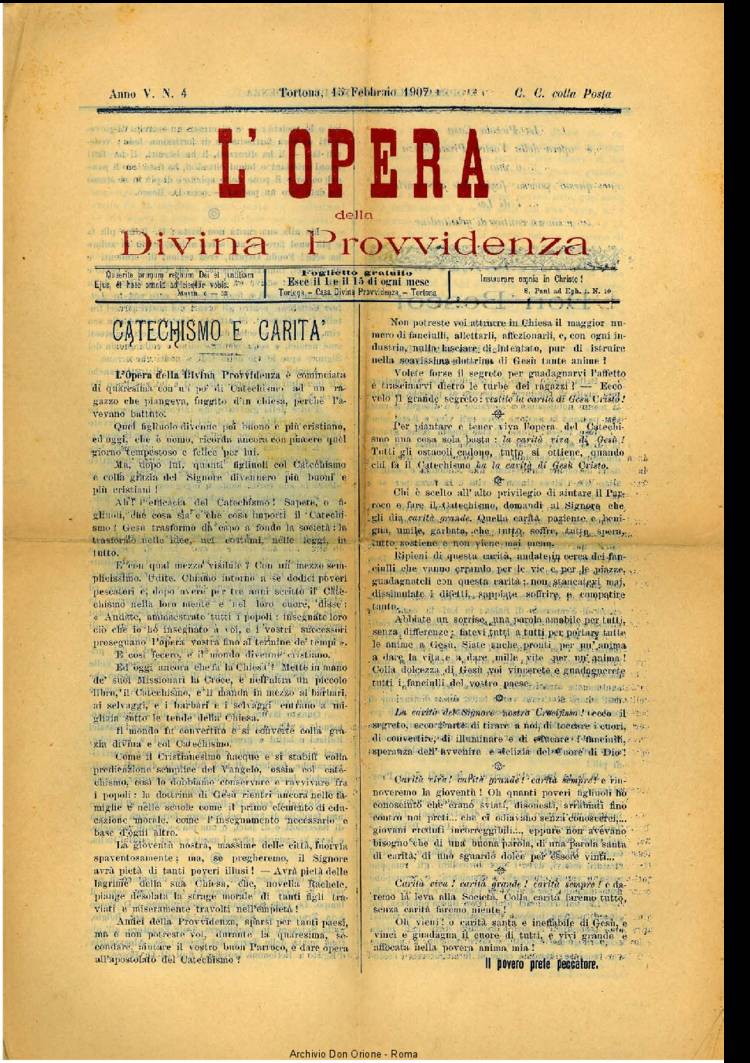 Anno V. N. 4
Tortona, 15 Febbraio 1907
C. C. colla Posta
L' OPERA
della
Divina Provvidenza
Quaerite primum regnum Dei et justitiam
Ejus, et haec omnia adjicientur vobis.
Matth. 6 - 33
Foglietto gratuito
Esce il 1. e il 15 di ogni mese
Tortona - Casa Divina Provvidenza - Tortona
Instaurare omnia in Christo!
S. Paul ad Eph. I. N. 10
CATECHISMO E CARITA'
L'Opera della Divina Provvidenza è cominciata
di quaresima con un po' di Catechismo ad un ra-
gazzo che piangeva, fuggito d'in chiesa, perchè l'a-
vevano battuto.
Quel figliuolo divenne poi buono e più cristiano,
ed oggi, che è uomo, ricorda ancora con piacere quel
giorno tempestoso e felice per lui.
Ma, dopo lui, quanti figlinoli col Catechismo
e colla grazia del Signore divennero più buoni e
più cristiani!
Ah! l'efficacia del Catechismo! Sapete, o fi-
gliuoli, che cosa sia e che cosa importi il Catechi-
smo! Gesù trasformò da capo a fondo la società: la
trasformò nelle idee, nei costumi, nelle leggi, in
tutto.
E con qual mezzo visibile? Con un mezzo sem-
plicissimo. Udite. Chiamò intorno a se dodici poveri
pescatori e, dopo avere per tre anni scritto il Cate-
chismo nella loro mente e nel loro cuore, disse:
« Andate, ammaestrate tutti i popoli: insegnate loro
ciò che io ho insegnato a voi, e i vostri successori
proseguano l'opera vostra fino al termine de' tempi ».
E così fecero, e il mondo divenne cristiano.
Ed oggi ancora che fa la Chiesa? Mette in mano
de' suoi Missionari la Croce, e nell'altra un piccolo
libro, il Catechismo, e li manda in mezzo ai barbari,
ai selvaggi, e i barbari e i selvaggi entrano a mi-
gliaia sotto le tende della Chiesa.
Il mondo fu convertito e si converte colla gra-
zia divina e col Catechismo.
Come il Cristianesimo nacque e si stabilì colla
predicazione semplice del Vangelo, ossia col cate-
chismo, così lo dobbiamo conservare e ravvivare fra
i popoli: la dottrina di Gesù rientri ancora nelle fa-
miglie e nelle scuole come il primo elemento di edu-
cazione morale, come l'insegnamento necessario e
base d'ogni altro.
La gioventù nostra, massime delle città, fuorvia
spaventosamente; ma, se pregheremo, il Signore
avrà pietà di tanti poveri illusi! — Avrà pietà delle
lagrime della sua Chiesa, che, novella Rachele,
piange desolata la strage morale di tanti figli tra-
viati e miseramente travolti nell'empietà!
Amici della Provvidenza, sparsi per tanti paesi,
ma e non potreste voi, durante la quaresima, se-
condare, aiutare il vostro buon Parroco, e dare opera
all'apostolato del Catechismo?
Non potreste voi attrarre in Chiesa il maggior nu-
mero di fanciulli, allettarli, affezionarli, e, con ogni in-
dustria, nulla lasciare di intentato, pur di istruire
nella soavissima dottrina di Gesù tante anime!
Volete forse il segreto per guadagnarvi l'affetto
e trascinarvi dietro le turbe dei ragazzi? — Ecco
velo il grande segreto: vestite la carità di Gesù Cristo!
Per piantare e tener viva l'opera del Catechi-
smo una cosa sola basta: la carità viva di Gesù!
Tutti gli ostacoli cadono, tutto si ottiene, quando
chi fa il Catechismo ha la carità di Gesù Cristo.
Chi è scelto all'alto privilegio di aiutare il Par-
roco e fare il Catechismo, domandi al Signore che
gli dia carità grande. Quella carità paziente e beni-
gna, umile, garbata, che tutto soffre, tutto spera,
tutto sostiene e non viene mai meno.
Ripieni di questa carità, andate in cerca dei fan-
ciulli che vanno errando per le vie e per le piazze,
guadagnateli con questa carità: non stancatevi mai,
dissimulate i difetti, sappiate soffrire e compatire
tanto.
Abbiate un sorriso, una parola amabile per tutti,
senza differenze: fatevi tutti a tutti per portare tutte
le anime a Gesù. Siate anche pronti per un'anima
a dare la vita e a dare mille vite per un'anima!
Colla dolcezza di Gesù voi vincerete e guadagnerete
tutti i fanciulli del vostro paese.
La carità del Signore nostro Crocifisso! ecco il
segreto, ecco l'arte di tirare a noi, di toccare i cuori,
di convertire, di illuminare e di educare i fanciulli,
speranza dell'avvenire e delizia del Cuore di Dio!
Carità viva! carità grande! carità sempre! e rin-
noveremo la gioventù! Oh quanti poveri figliuoli ho
conosciuto che erano sviati, disonesti, arrabbiati fino
contro noi preti... che ci odiavano senza conoscerci,...
giovani creduti incorreggibili..., eppure non avevano
bisogno che di una buona parola, di una parola santa
di carità, di uno sguardo dolce per essere vinti...
Carità viva! carità grande! carità sempre! e da-
remo la leva alla Società. Colla carità faremo tutto,
senza carità faremo niente!
Oh vieni! o carità santa e ineffabile di Gesù, e
vinci e guadagna il cuore di tutti, e vivi grande e
affocata nella povera anima mia!
Il povero prete peccatore.
Archivio Don Orione - Roma